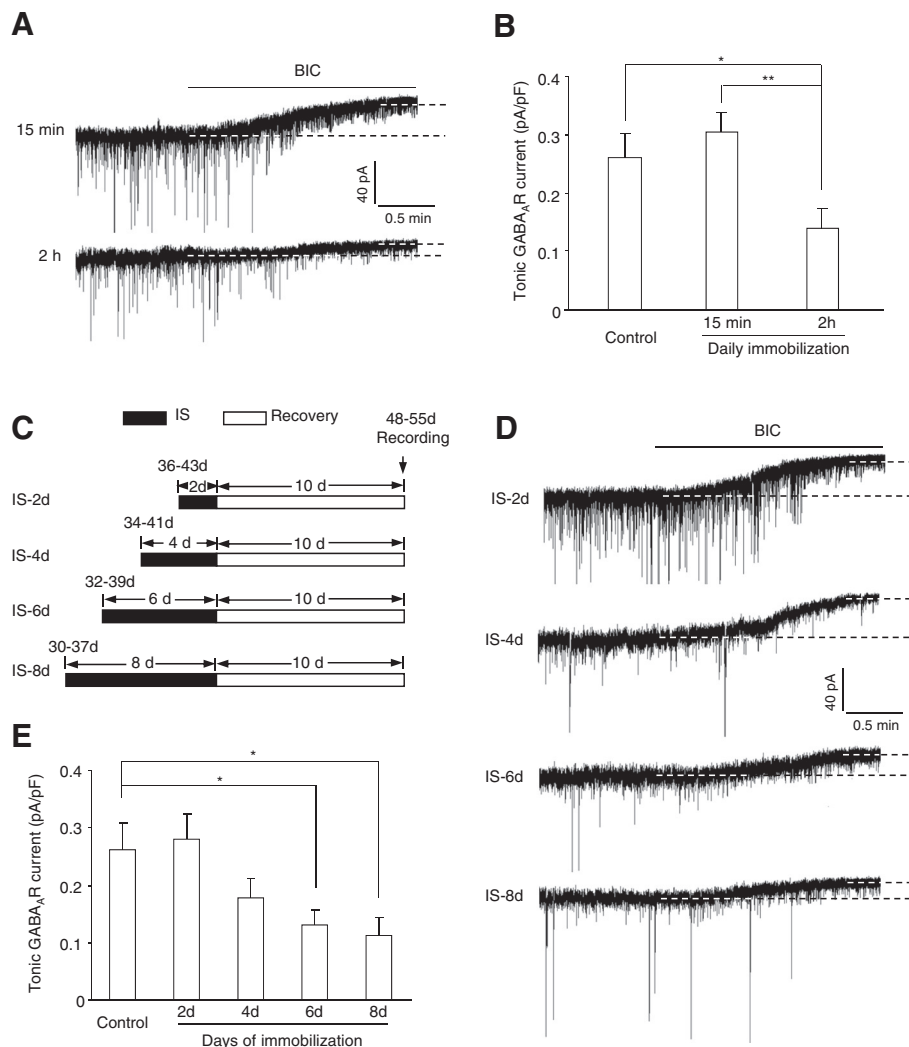 A
BIC
15 min
40 pA
0.5 min
2 h
B
*
**
0.4
0.3
0.2
0.1
0
Tonic GABAAR current (pA/pF)
Control
15 min
2h
Daily immobilization
C
IS
Recovery
48-55d
Recording
36-43d
2d
10 d
IS-2d
34-41d
4 d
10 d
IS-4d
32-39d
6 d
10 d
IS-6d
30-37d
8 d
10 d
IS-8d
D
BIC
IS-2d
IS-4d
40 pA
0.5 min
IS-6d
IS-8d
E
*
*
0.4
0.3
0.2
0.1
0
Tonic GABAAR current (pA/pF)
Control
2d
4d
6d
8d
Days of immobilization